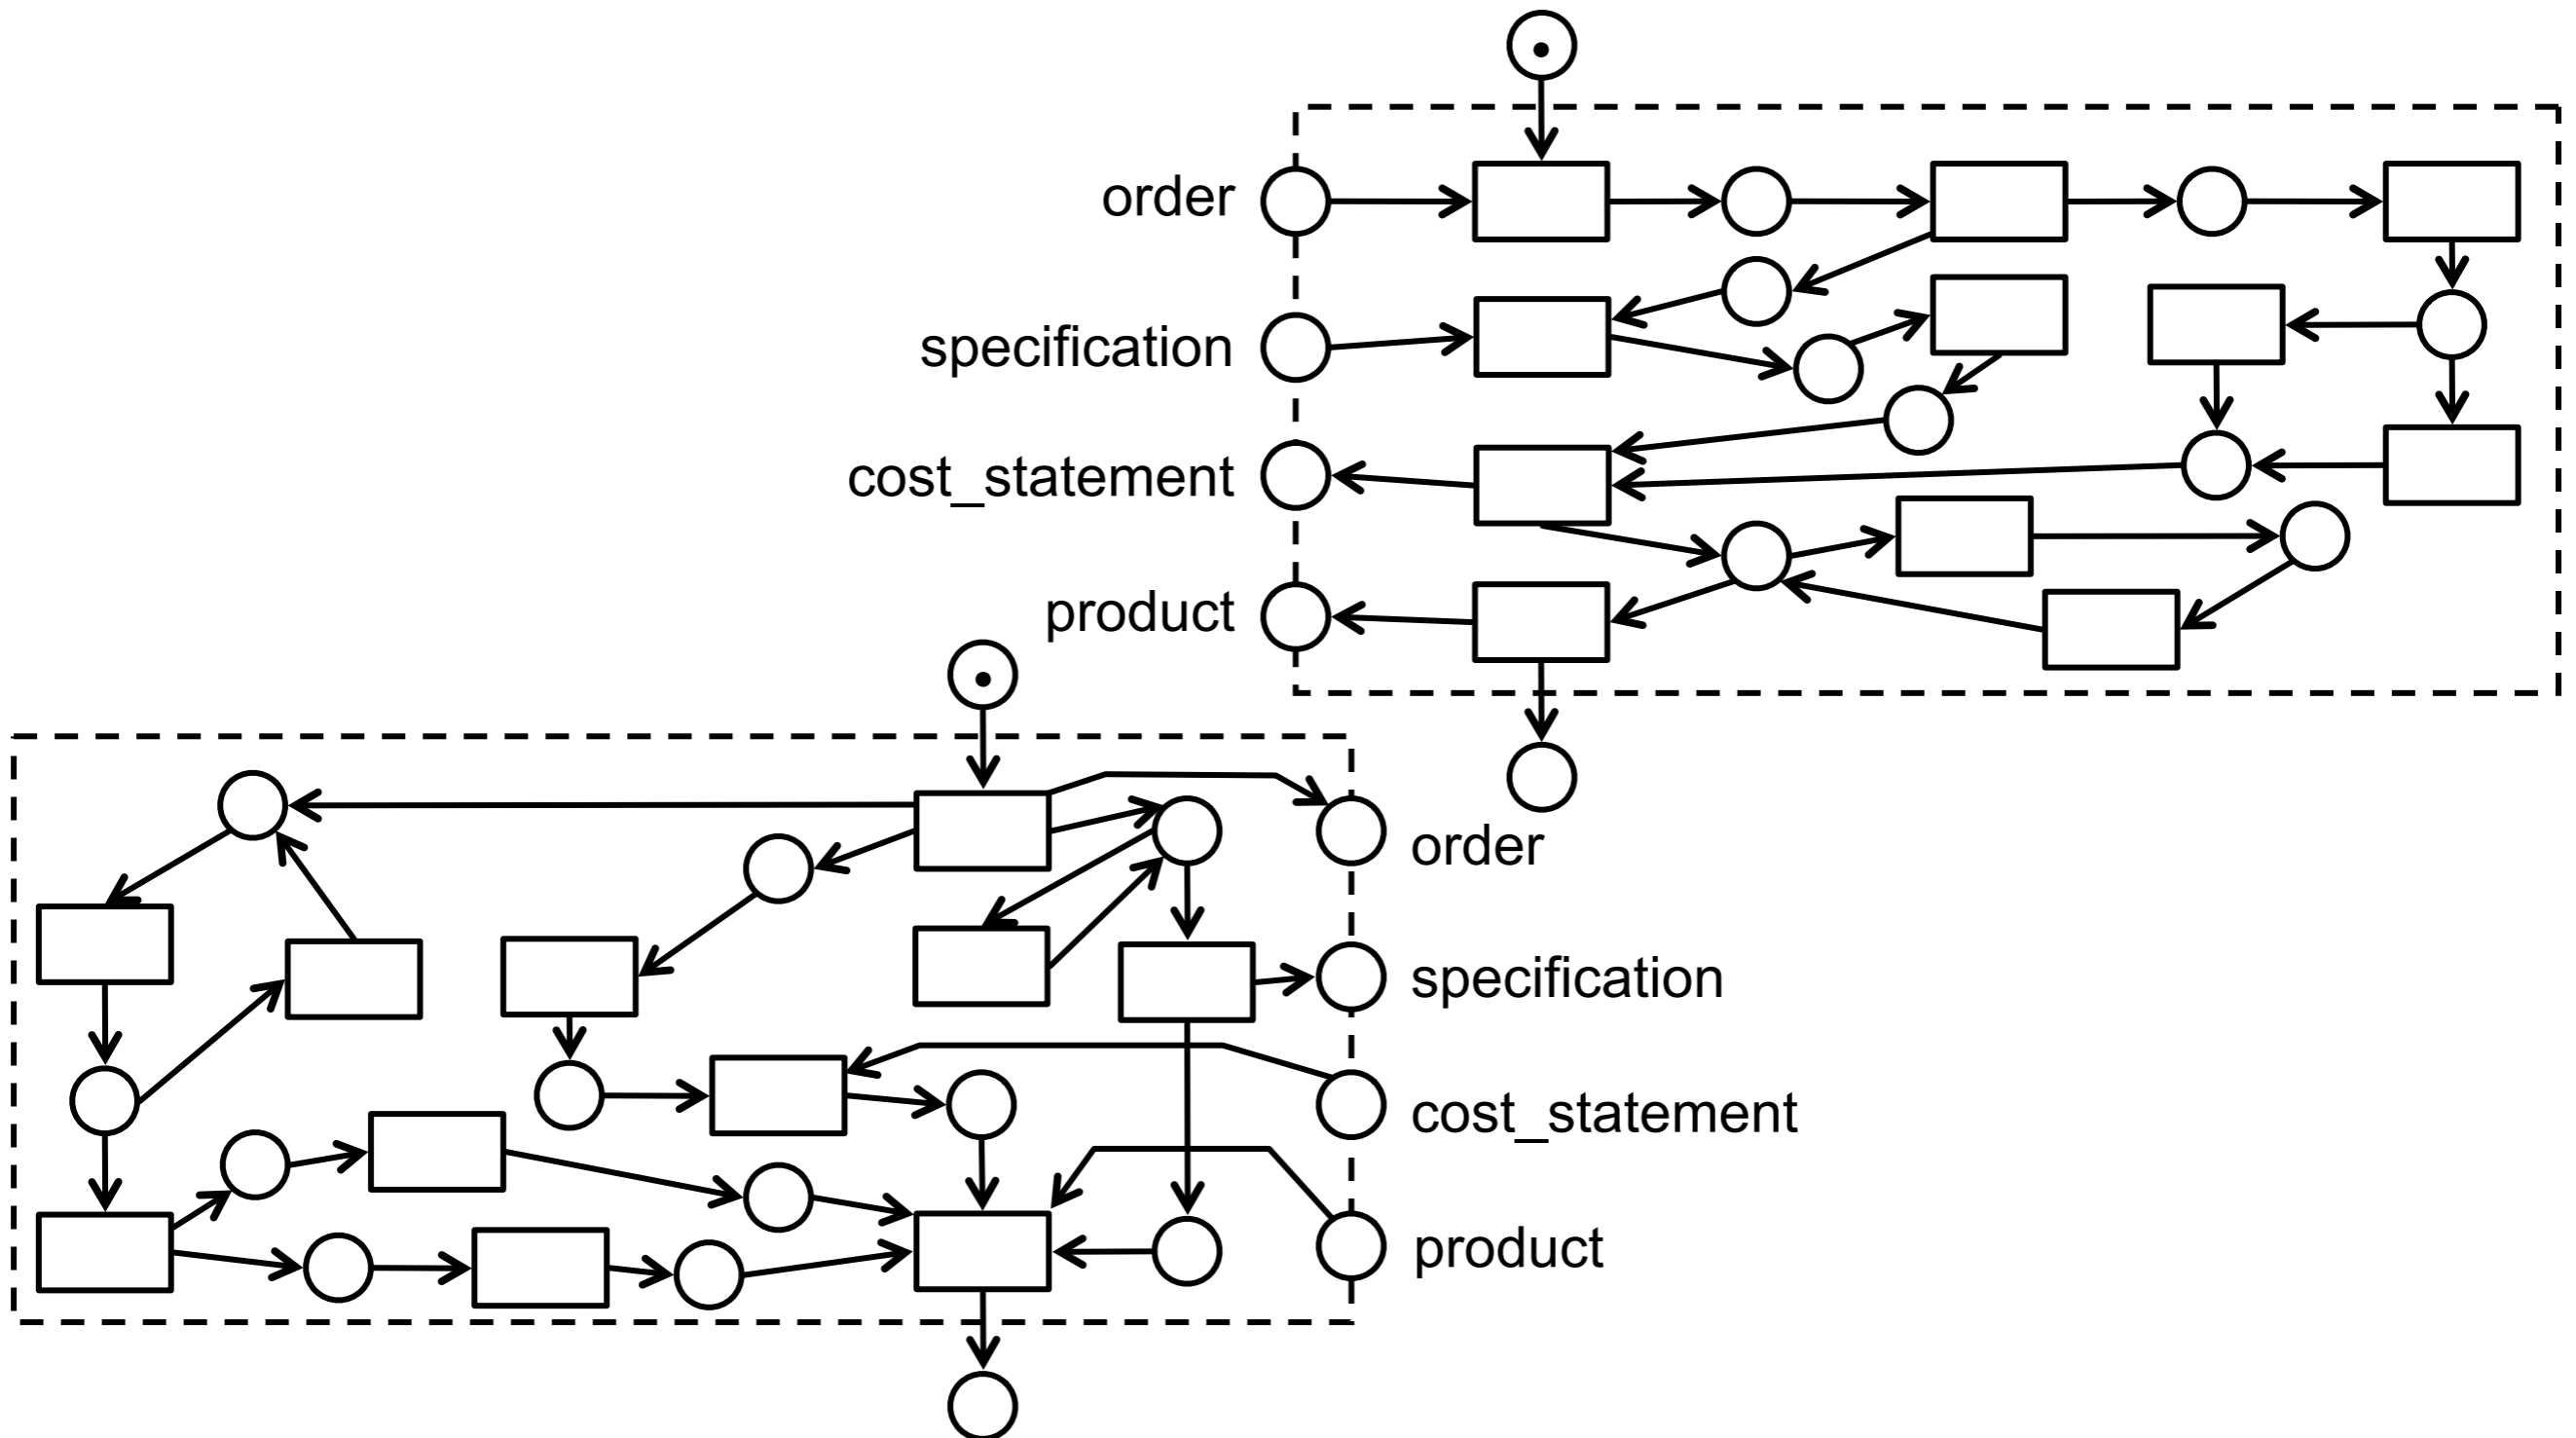 order
specification
cost_statement
product
order
specification
cost_statement
product